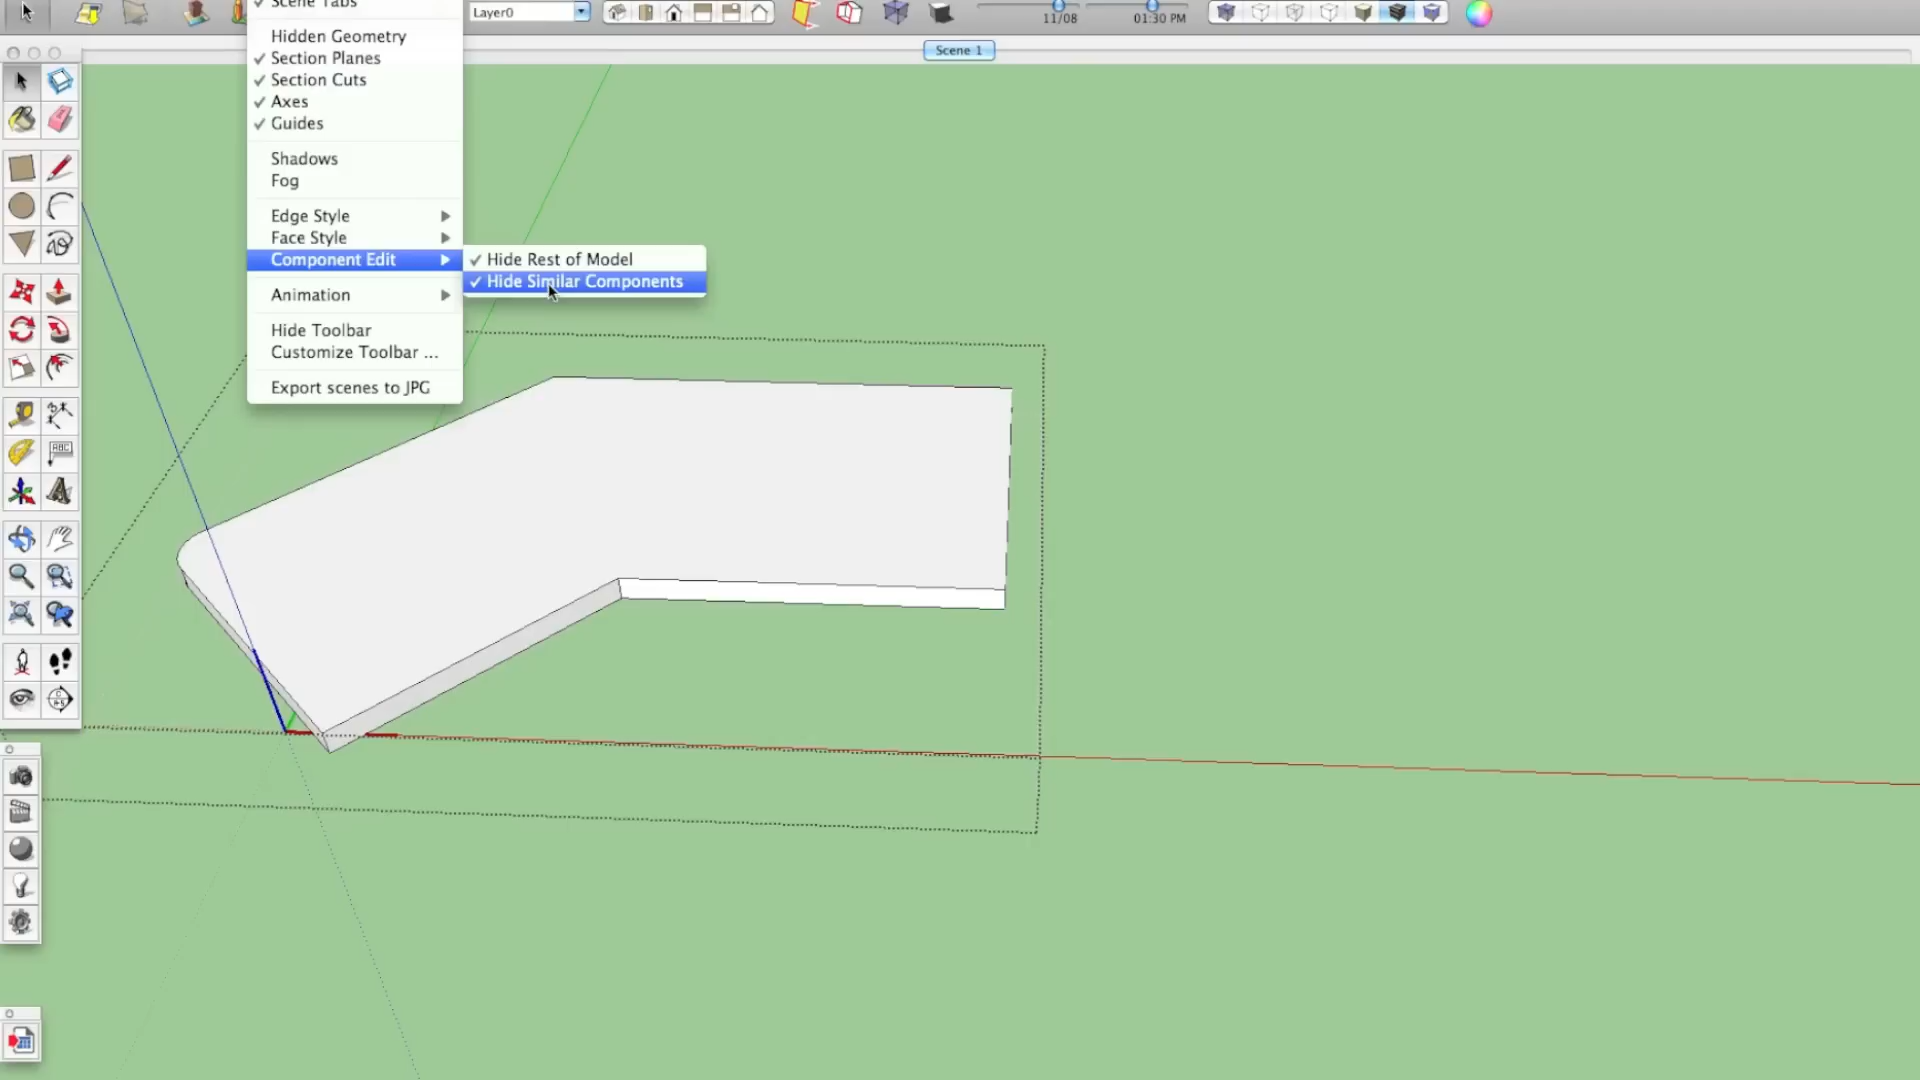 Scene Tabs
Layer0
11/08
01:30 PM
Scene 1
Hidden Geometry
✓ Section Planes
✓ Section Cuts
✓ Axes
✓ Guides
Shadows
Fog
Edge Style
Face Style
Component Edit
✓ Hide Rest of Model
✓ Hide Similar Components
Animation
Hide Toolbar
Customize Toolbar ...
Export scenes to JPG
ABC